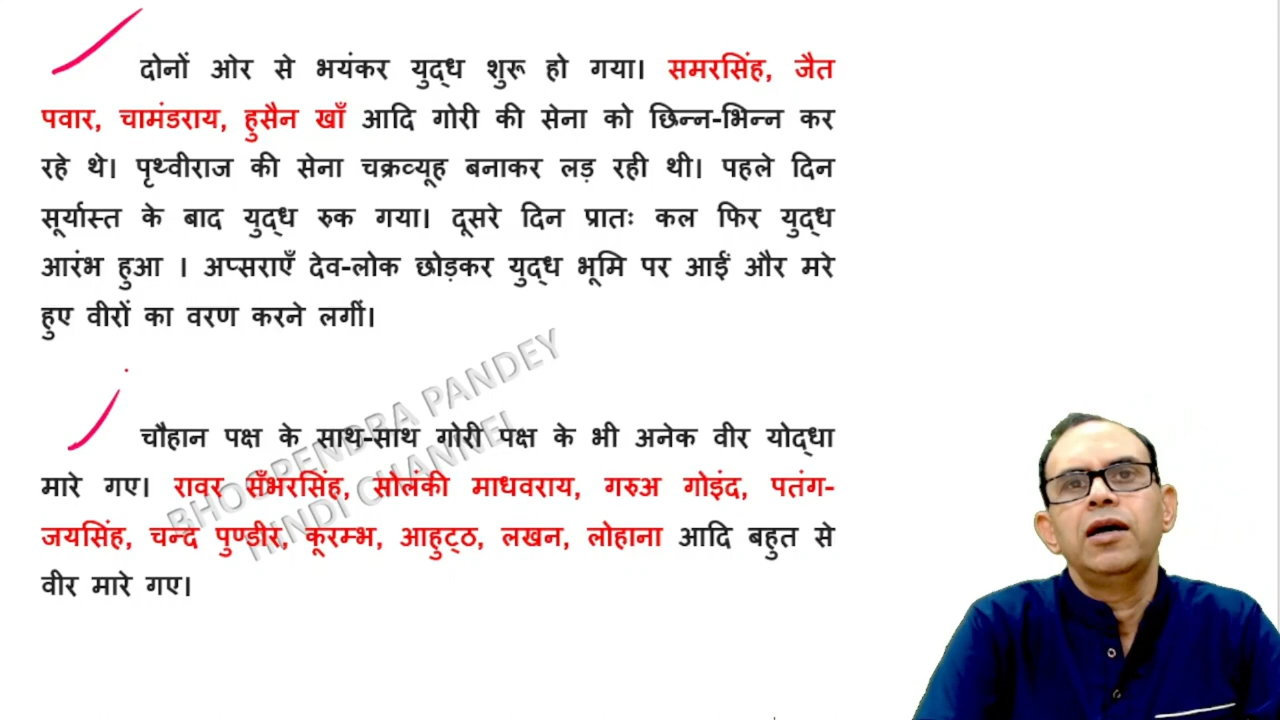 दोनों ओर से भयंकर युद्ध शुरू हो गया। समरसिंह, जैत
पवार, चामंडराय, हुसैन खाँ आदि गोरी की सेना को छिन्न-भिन्न कर
रहे थे। पृथ्वीराज की सेना चक्रव्यूह बनाकर लड़ रही थी। पहले दिन
सूर्यास्त के बाद युद्ध रुक गया। दूसरे दिन प्रातः कल फिर युद्ध
आरंभ हुआ । अप्सराएँ देव-लोक छोड़कर युद्ध भूमि पर आईं और मरे
हुए वीरों का वरण करने लगीं।
चौहान पक्ष के साथ-साथ गोरी पक्ष के भी अनेक वीर योद्धा
मारे गए। रावर सँभरसिंह, सोलंकी माधवराय, गरुअ गोइंद, पतंग-
जयसिंह, चन्द पुण्डीर, कूरम्भ, आहुट्ठ, लखन, लोहाना आदि बहुत से
वीर मारे गए।
BHOOPENDRA PANDEY
HINDI CHANNEL